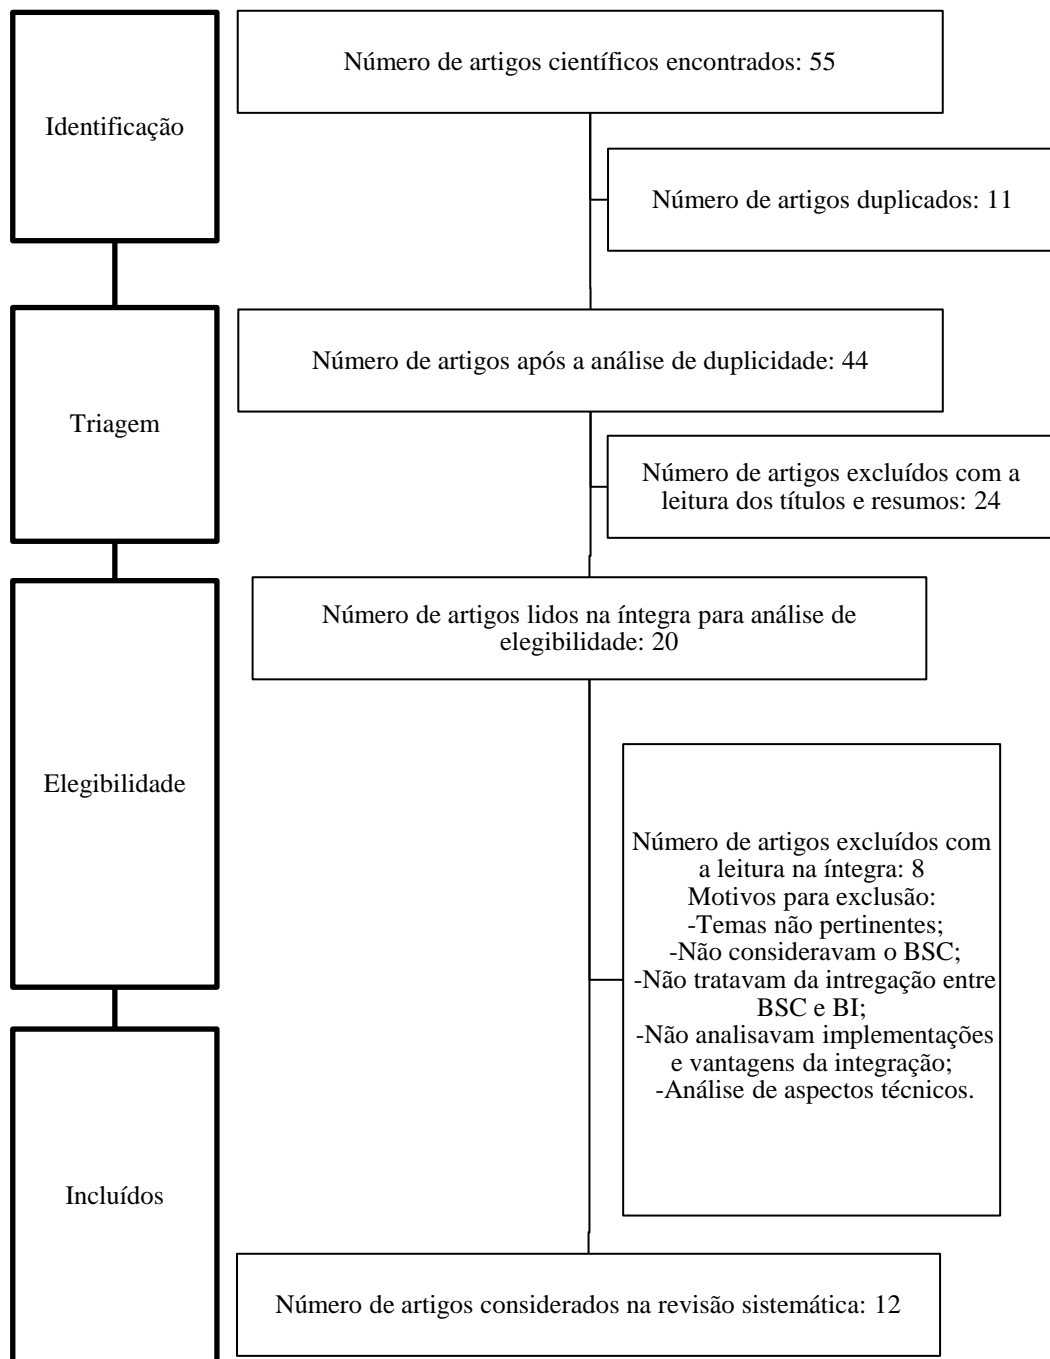 Identificação
Número de artigos científicos encontrados: 55
Número de artigos duplicados: 11
Triagem
Número de artigos após a análise de duplicidade: 44
Número de artigos excluídos com a
leitura dos títulos e resumos: 24
Elegibilidade
Número de artigos lidos na íntegra para análise de
elegibilidade: 20
Número de artigos excluídos com
a leitura na íntegra: 8
Motivos para exclusão:
-Temas não pertinentes;
-Não consideravam o BSC;
-Não tratavam da intregação entre
BSC e BI;
-Não analisavam implementações
e vantagens da integração;
-Análise de aspectos técnicos.
Incluídos
Número de artigos considerados na revisão sistemática: 12